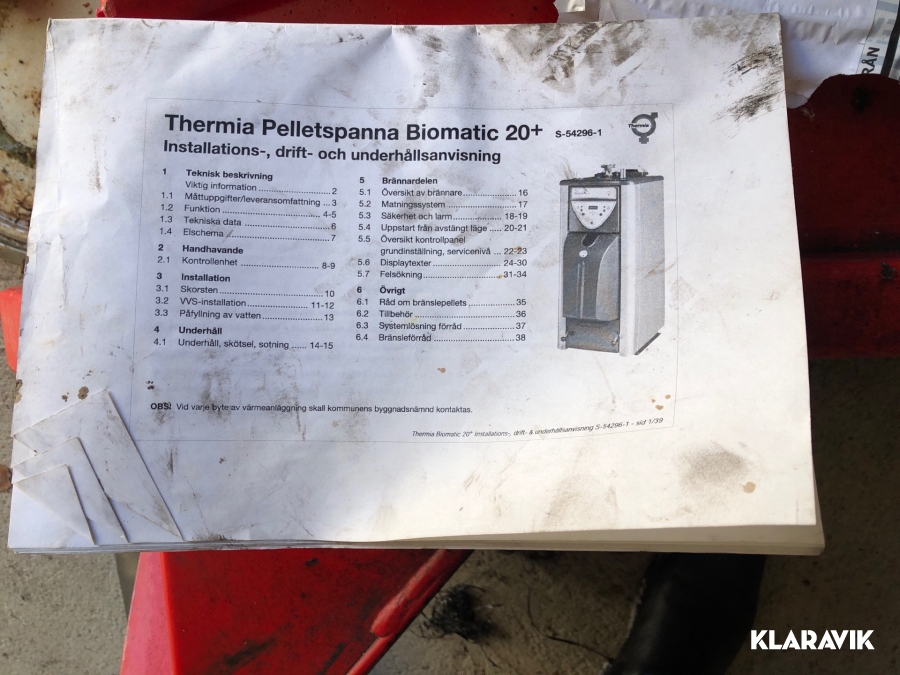 RÅN
Thermia Pelletspanna Biomatic 20+ S-54296-1
Thermia
Installations-, drift- och underhållsanvisning
1 Teknisk beskrivning
Viktig information ................ 2
1.1 Måttuppgifter/leveransomfattning ... 3
1.2 Funktion ................ 4-5
1.3 Tekniska data ................ 6
1.4 Elschema ................ 7
2 Handhavande
2.1 Kontrollenhet ................ 8-9
3 Installation
3.1 Skorsten ................ 10
3.2 VVS-installation ................ 11-12
3.3 Påfyllning av vatten ................ 13
4 Underhåll
4.1 Underhåll, skötsel, sotning ...... 14-15
5 Brännardelen
5.1 Översikt av brännare ................ 16
5.2 Matningssystem ................ 17
5.3 Säkerhet och larm ................ 18-19
5.4 Uppstart från avstängt läge ..... 20-21
5.5 Översikt kontrollpanel
grundinställning, servicenivå ... 22-23
5.6 Displaytexter ................ 24-30
5.7 Felsökning ................ 31-34
6 Övrigt
6.1 Råd om bränslepellets ................ 35
6.2 Tillbehör ................ 36
6.3 Systemlösning förråd ................ 37
6.4 Bränsleförråd ................ 38
OBS! Vid varje byte av värmeanläggning skall kommunens byggnadsnämnd kontaktas.
Thermia Biomatic 20+ Installations-, drift- & underhållsanvisning S-54296-1 - sid 1/39
KLARAVIK